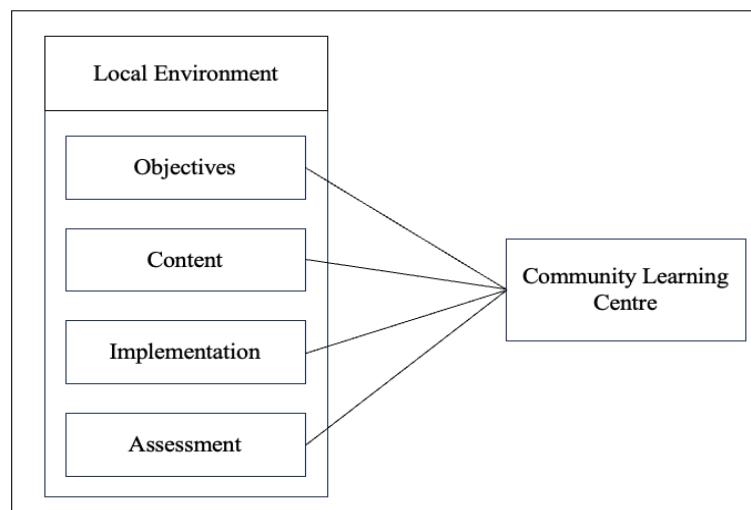 Local Environment
Objectives
Content
Implementation
Assessment
Community Learning
Centre